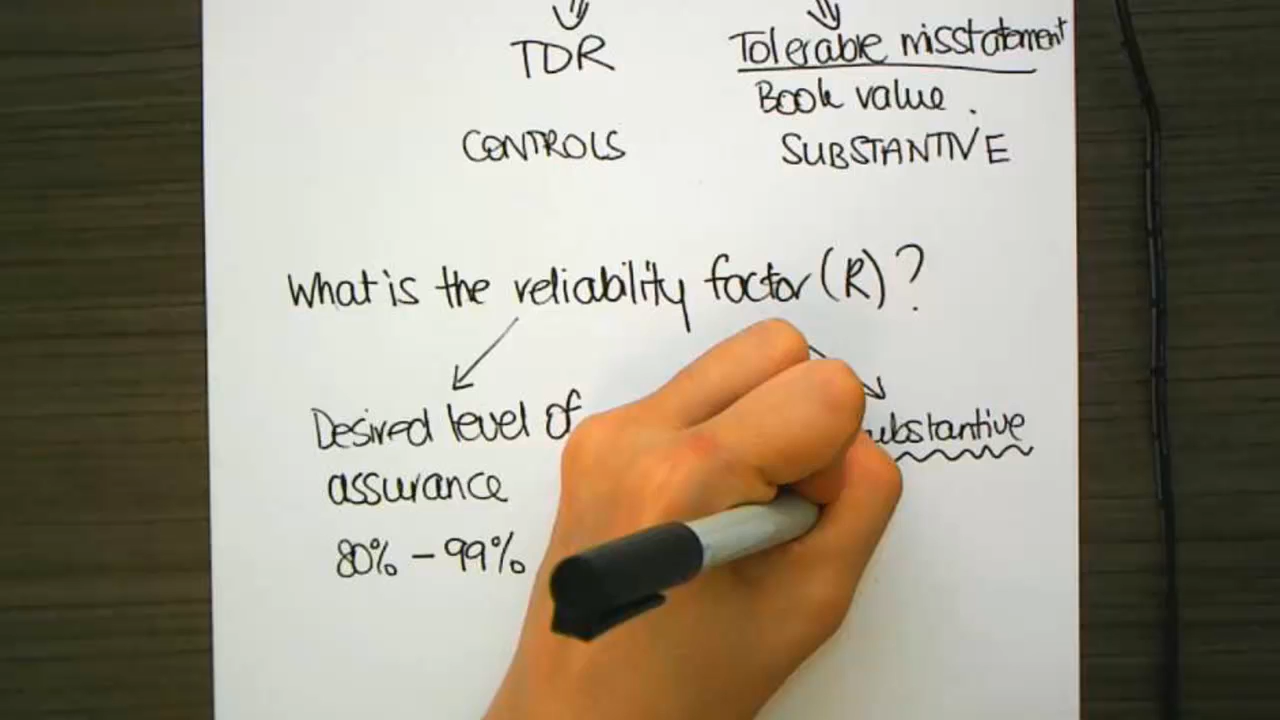 TDR
Tolerable misstatement
Book value.
CONTROLS
SUBSTANTIVE
What is the reliability factor (R)?
Desired level of
assurance
80% – 99%